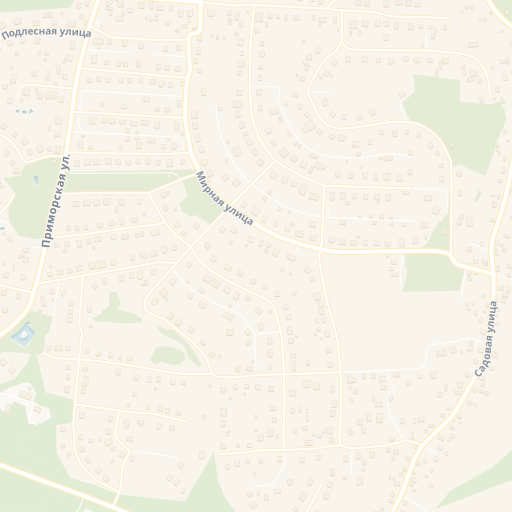 Подлесная улица
Приморская ул.
Мирная улица
Садовая улица